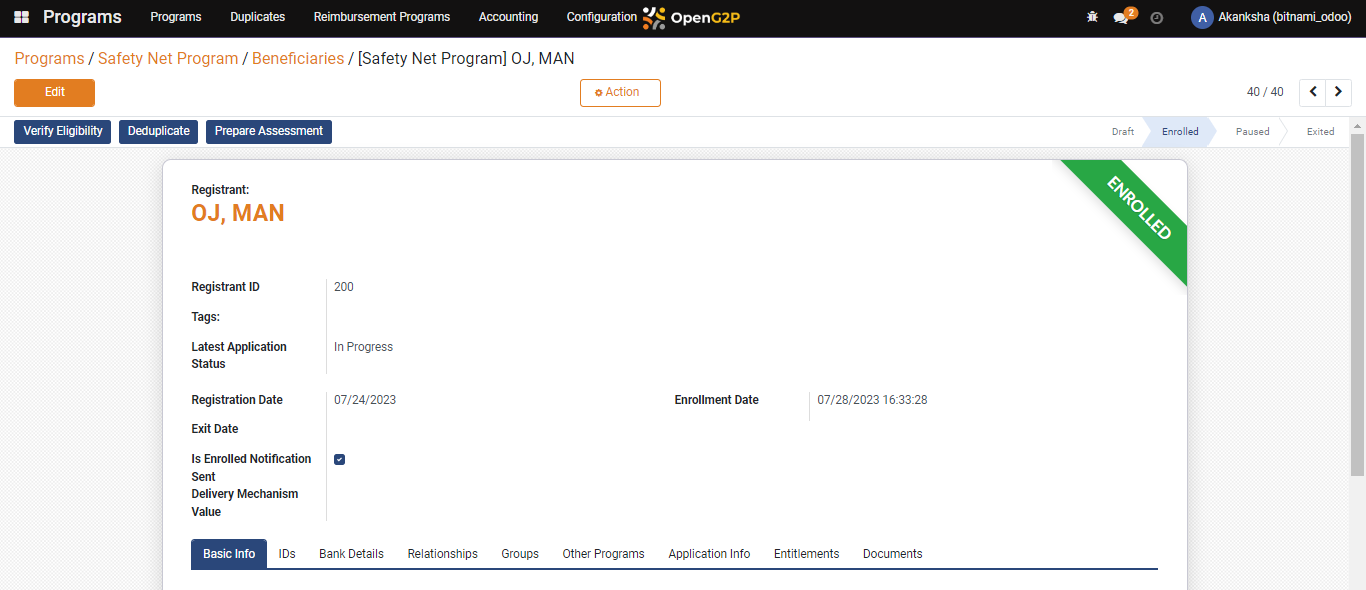 Programs Programs Duplicates Reimbursement Programs Accounting Configuration OpenG2P 2 A Akanksha (bitnami_odoo)
Programs / Safety Net Program / Beneficiaries / [Safety Net Program] OJ, MAN
Edit Action 40 / 40
Verify Eligibility Deduplicate Prepare Assessment Draft Enrolled Paused Exited
ENROLLED
Registrant:
OJ, MAN
Registrant ID 200
Tags:
Latest Application
Status
In Progress
Registration Date 07/24/2023 Enrollment Date 07/28/2023 16:33:28
Exit Date
Is Enrolled Notification
Sent
Delivery Mechanism
Value
Basic Info IDs Bank Details Relationships Groups Other Programs Application Info Entitlements Documents